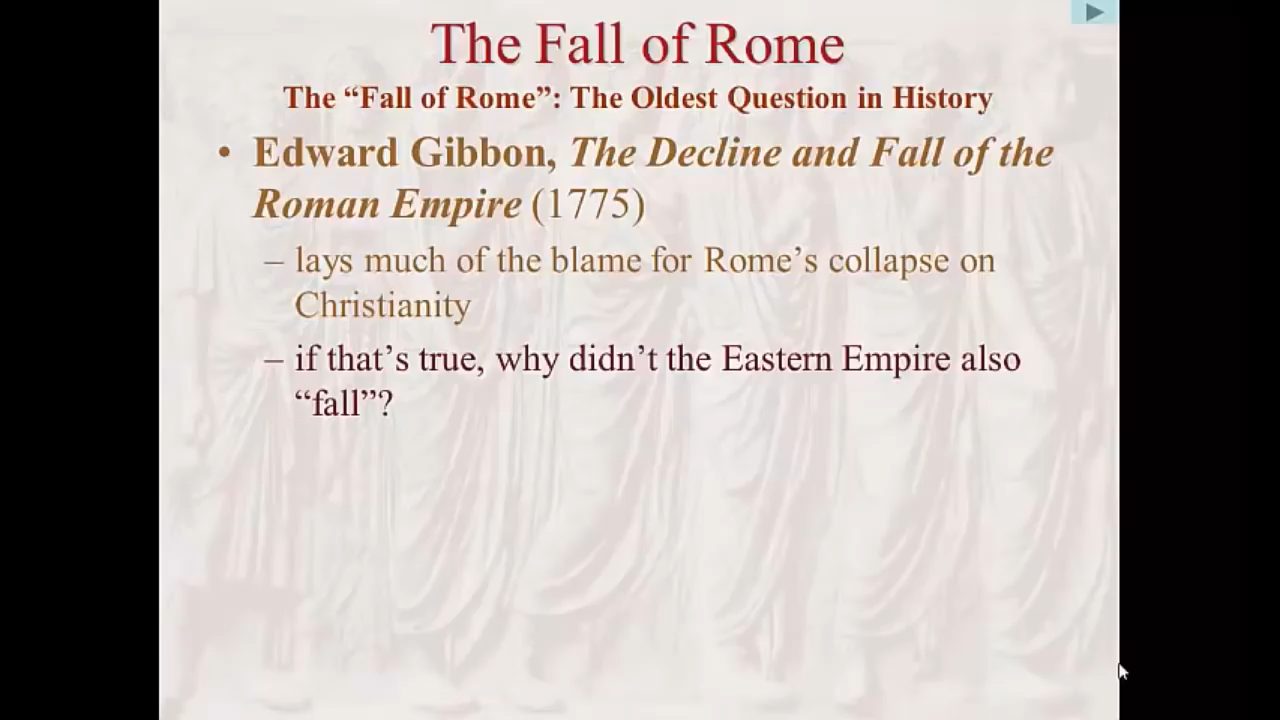 The Fall of Rome
The “Fall of Rome”: The Oldest Question in History
• Edward Gibbon, The Decline and Fall of the
Roman Empire (1775)
– lays much of the blame for Rome’s collapse on
Christianity
– if that’s true, why didn’t the Eastern Empire also
“fall”?